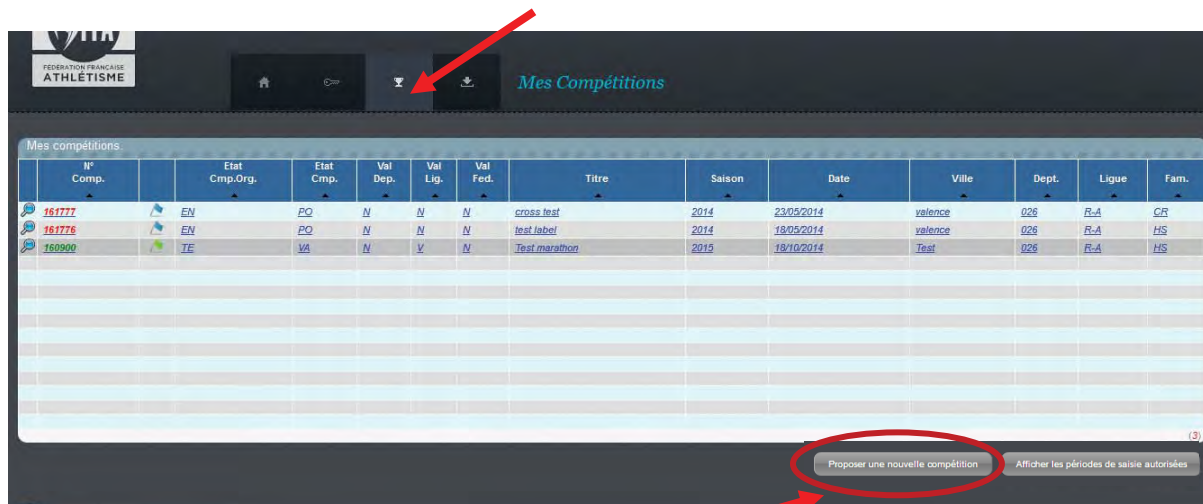 FÉDÉRATION FRANÇAISE
ATHLÉTISME
Mes Compétitions
Mes compétitions.
N° Comp. Etat Cmp.Org. Etat Cmp. Val Dep. Val Lig. Val Fed. Titre Saison Date Ville Dept. Ligue Fam.
161777 EN PO N N N cross test 2014 23/05/2014 valence 026 R-A CR
161776 EN PO N N N test label 2014 18/05/2014 valence 026 R-A HS
160900 TE VA N V N Test marathon 2015 18/10/2014 Test 026 R-A HS
(3)
Proposer une nouvelle compétition Afficher les périodes de saisie autorisées